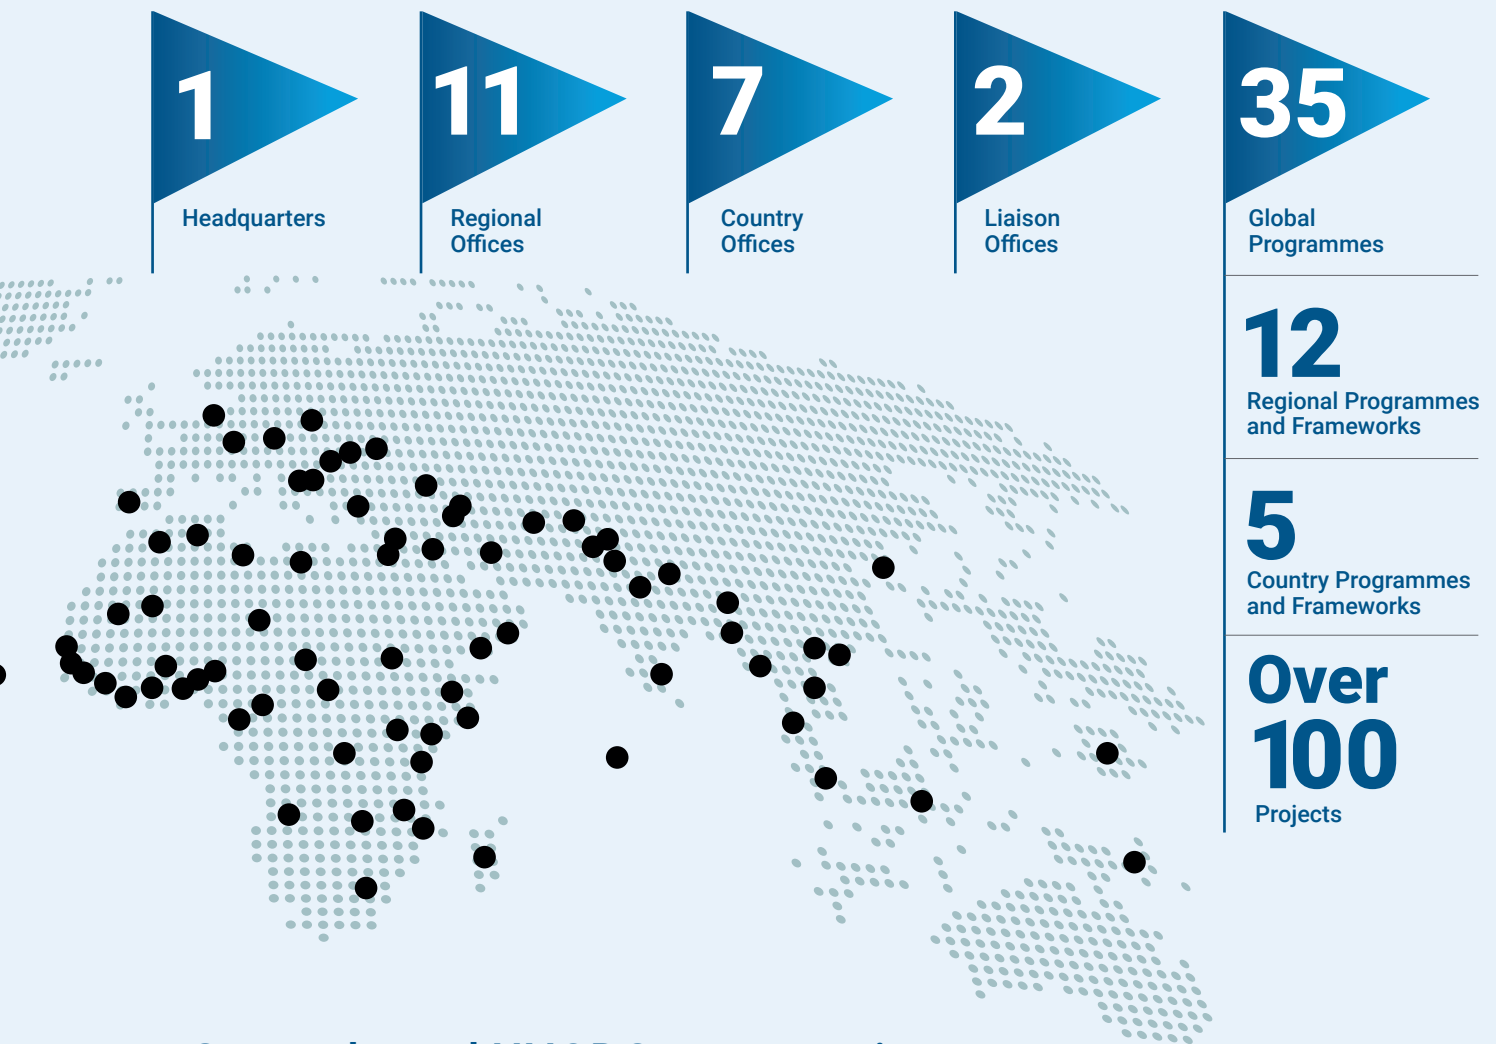 1
Headquarters
11
Regional
Offices
7
Country
Offices
2
Liaison
Offices
35
Global
Programmes
12
Regional Programmes
and Frameworks
5
Country Programmes
and Frameworks
Over
100
Projects